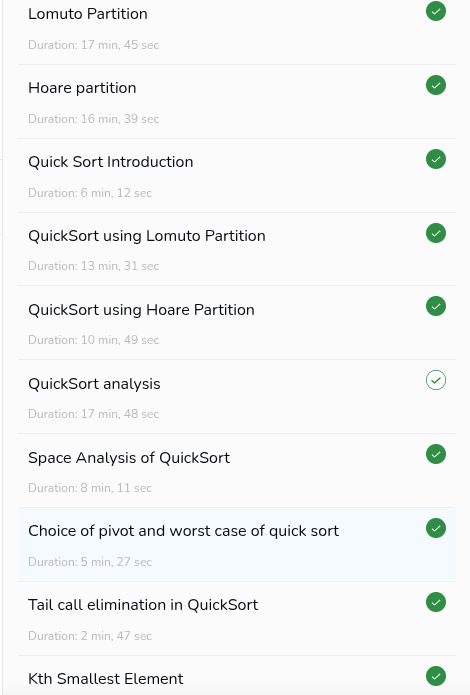 Lomuto Partition
Duration: 17 min, 45 sec
Hoare partition
Duration: 16 min, 39 sec
Quick Sort Introduction
Duration: 6 min, 12 sec
QuickSort using Lomuto Partition
Duration: 13 min, 31 sec
QuickSort using Hoare Partition
Duration: 10 min, 49 sec
QuickSort analysis
Duration: 17 min, 48 sec
Space Analysis of QuickSort
Duration: 8 min, 11 sec
Choice of pivot and worst case of quick sort
Duration: 5 min, 27 sec
Tail call elimination in QuickSort
Duration: 2 min, 47 sec
Kth Smallest Element